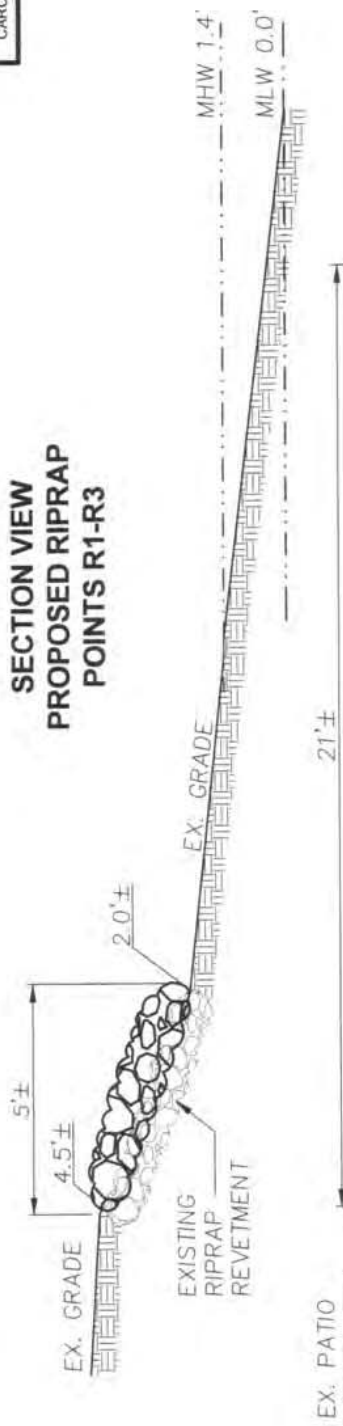 CARO
SECTION VIEW
PROPOSED RIPRAP
POINTS R1-R3
5'±
4.5'±
2.0'±
EX. GRADE
EX. GRADE
MHW 1.4'
MLW 0.0'
EXISTING
RIPRAP
REVETMENT
21'±
EX. PATIO